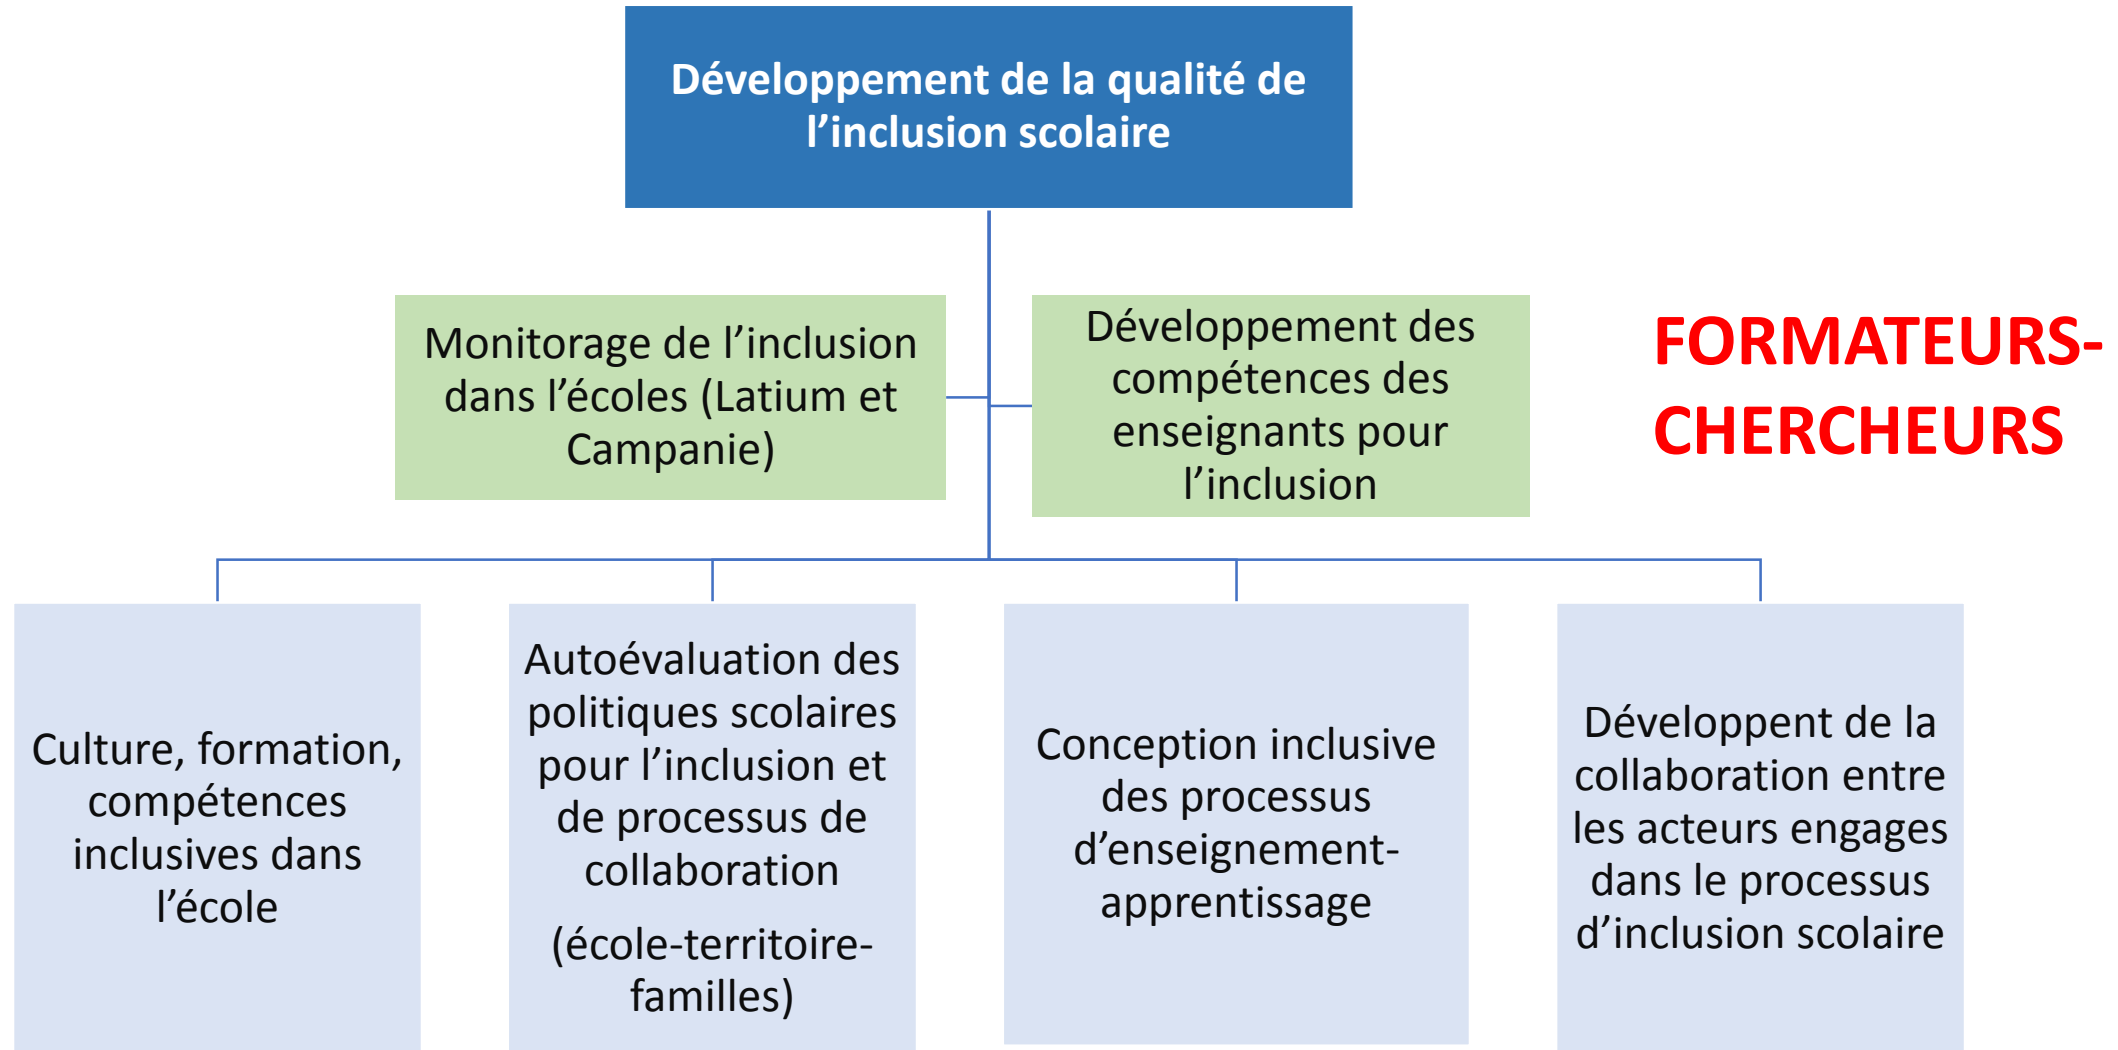 Développement de la qualité de
l’inclusion scolaire
Monitorage de l’inclusion
dans l’écoles (Latium et
Campanie)
Développement des
compétences des
enseignants pour
l’inclusion
FORMATEURS-
CHERCHEURS
Culture, formation,
compétences
inclusives dans
l’école
Autoévaluation des
politiques scolaires
pour l’inclusion et
de processus de
collaboration
(école-territoire-
familles)
Conception inclusive
des processus
d’enseignement-
apprentissage
Développent de la
collaboration entre
les acteurs engages
dans le processus
d’inclusion scolaire